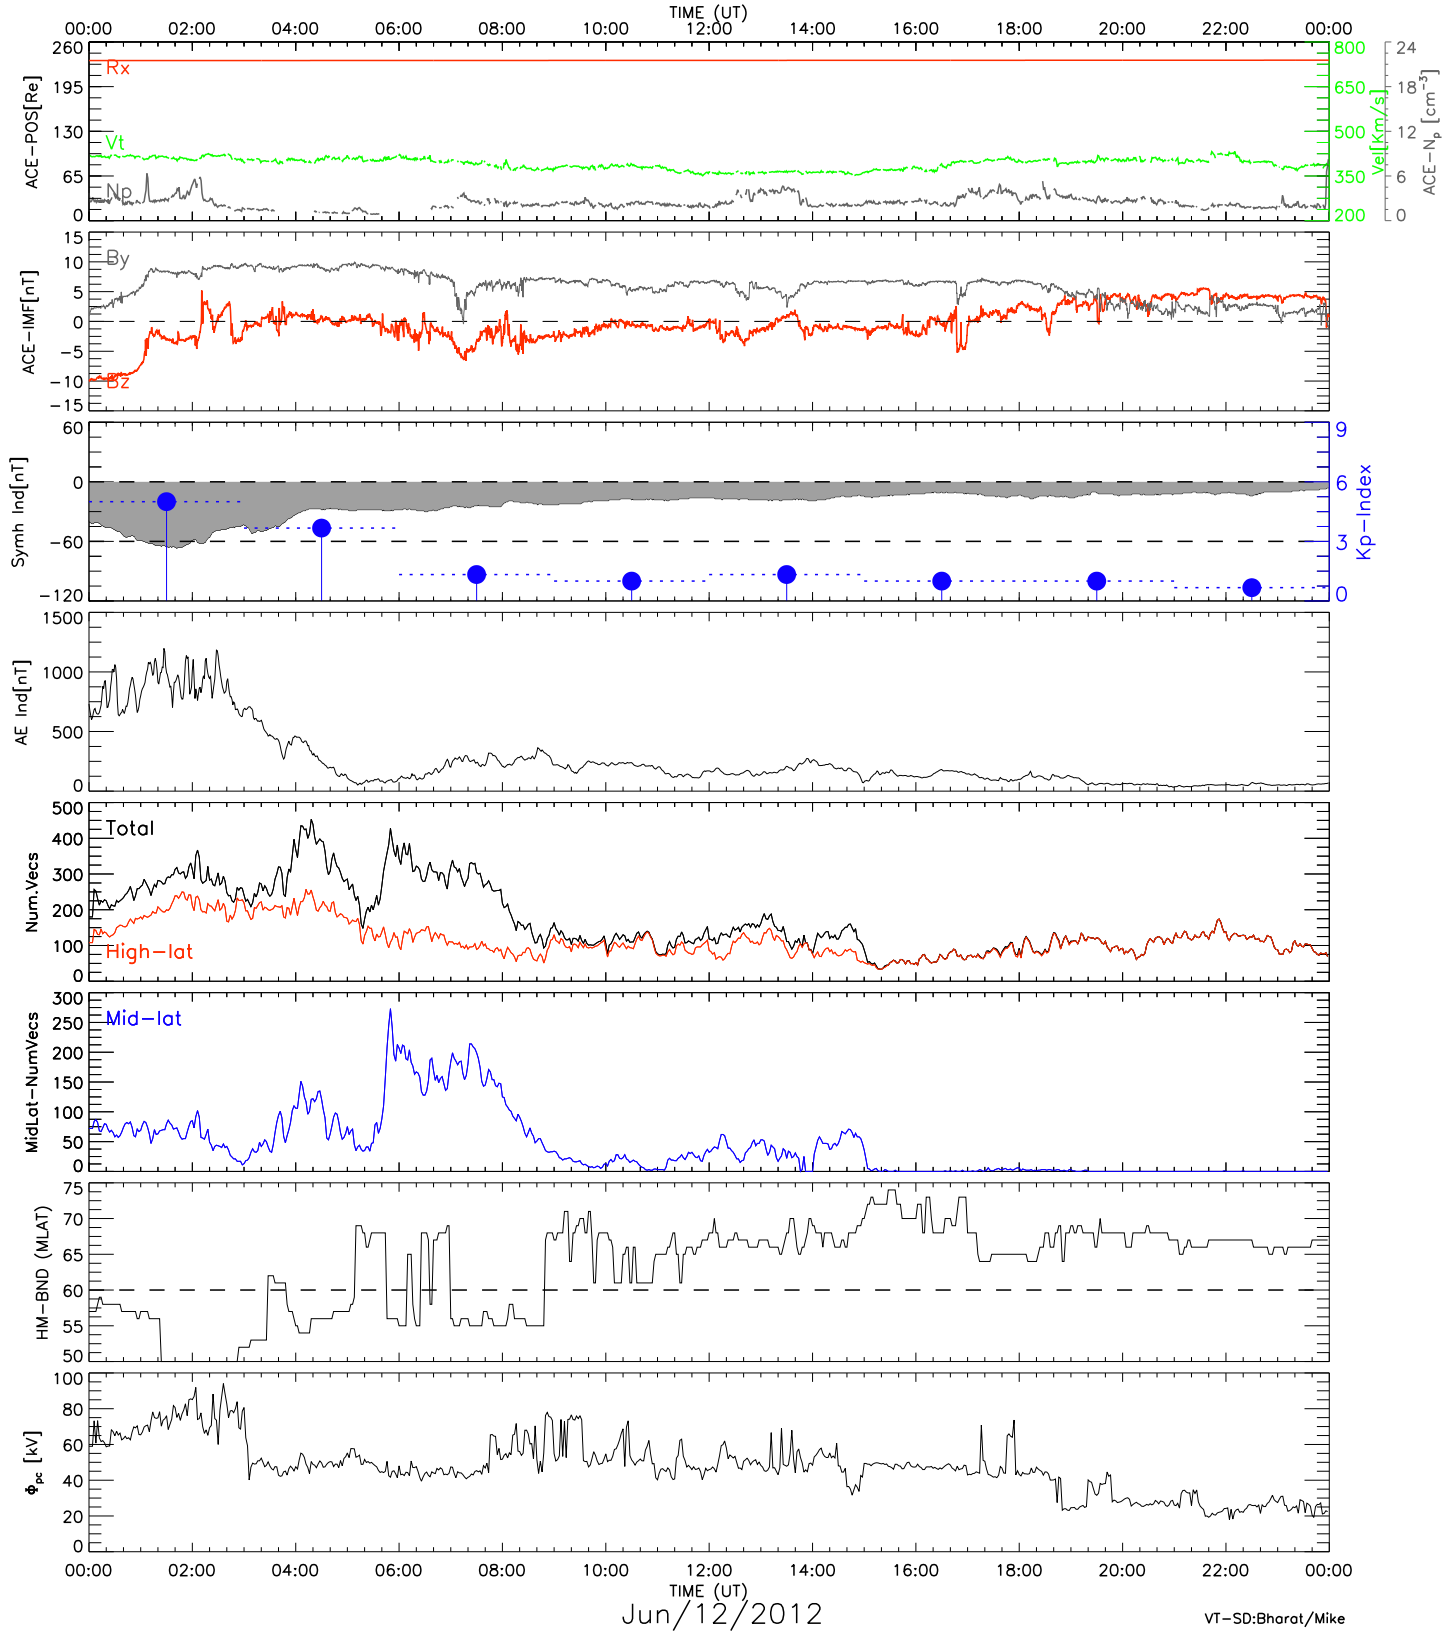 TIME (UT)
00:00 02:00 04:00 06:00 08:00 10:00 12:00 14:00 16:00 18:00 20:00 22:00 00:00
ACE-POS[Re]
260
195
130
65
0
Rx
Vt
Np
800
650
500
350
200
Vel[Km/s]
24
18
12
6
0
ACE-Np [cm-3]
ACE-IMF[nT]
15
10
5
0
-5
-10
-15
By
Bz
Symh Ind[nT]
60
0
-60
-120
9
6
3
0
Kp-Index
AE Ind[nT]
1500
1000
500
0
Num.Vecs
500
400
300
200
100
0
Total
High-lat
MidLat-NumVecs
300
250
200
150
100
50
0
Mid-lat
HM-BND (MLAT)
75
70
65
60
55
50
Φpc [kV]
100
80
60
40
20
0
00:00 02:00 04:00 06:00 08:00 10:00 12:00 14:00 16:00 18:00 20:00 22:00 00:00
TIME (UT)
Jun/12/2012
VT-SD:Bharat/Mike